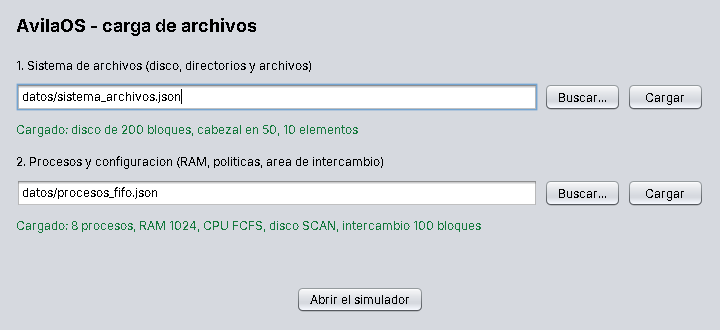 AvilaOS - carga de archivos
1. Sistema de archivos (disco, directorios y archivos)
datos/sistema_archivos.json
Buscar...
Cargar
Cargado: disco de 200 bloques, cabezal en 50, 10 elementos
2. Procesos y configuracion (RAM, politicas, area de intercambio)
datos/procesos_fifo.json
Buscar...
Cargar
Cargado: 8 procesos, RAM 1024, CPU FCFS, disco SCAN, intercambio 100 bloques
Abrir el simulador